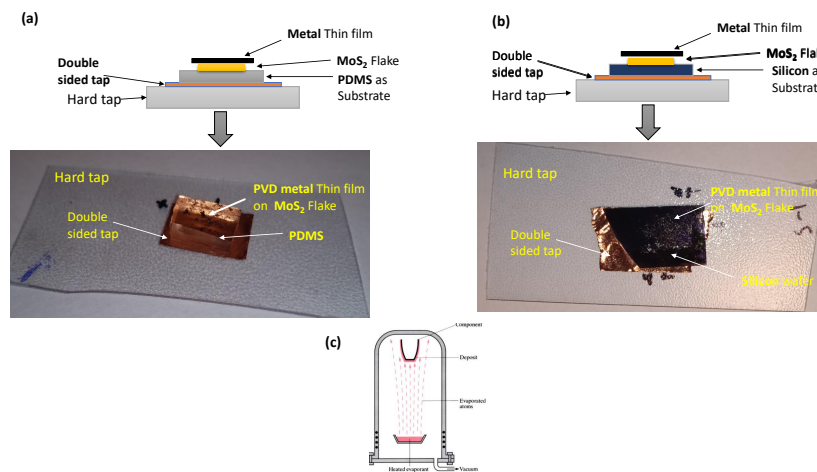 (a)
Metal Thin film
Double
sided tap
MoS2 Flake
PDMS as
Substrate
Hard tap
Hard tap
PVD metal Thin film
on MoS2 Flake
Double
sided tap
PDMS
(b)
Metal Thin film
Double
sided tap
MoS2 Fla
Silicon a
Substrat
Hard tap
Hard tap
PVD metal Thin film
on MoS2 Flake
Double
sided tap
Silicon wafer
(c)
Component
Deposit
Evaporated
atoms
Heated evaporant
Vacuum